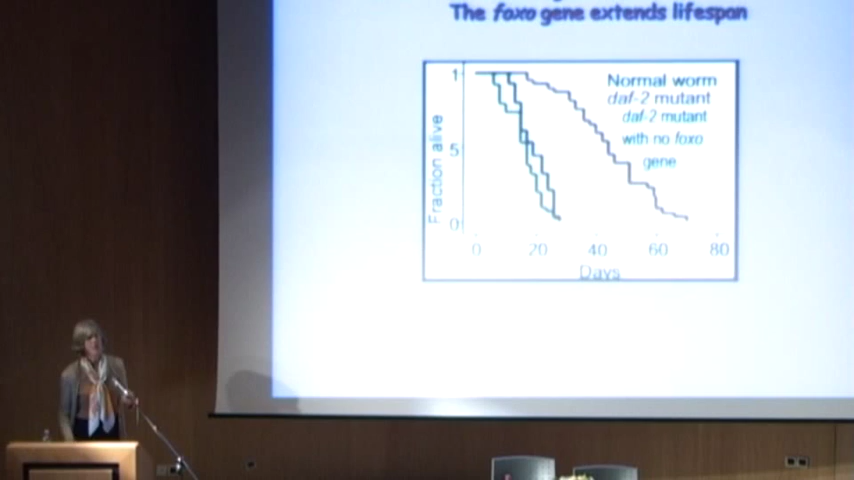 The foxo gene extends lifespan
Normal worm
daf-2 mutant
daf-2 mutant
with no foxo
gene
Fraction alive
1
5
0
0 20 40 60 80
Days